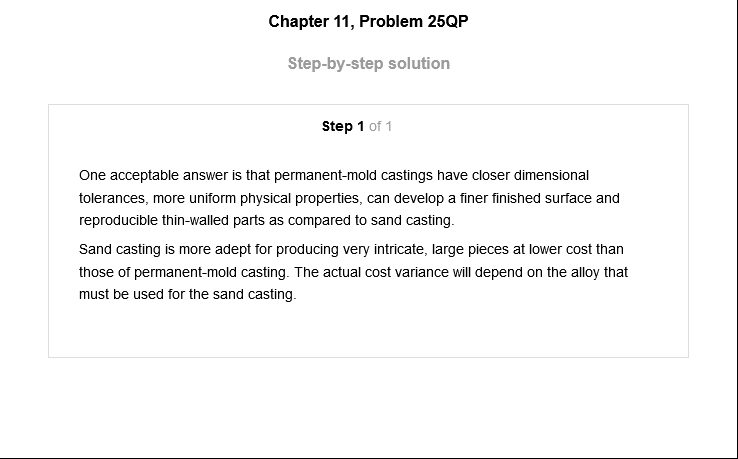 Chapter 11, Problem 25QP
Step-by-step solution
Step 1 of 1
One acceptable answer is that permanent-mold castings have closer dimensional
tolerances, more uniform physical properties, can develop a finer finished surface and
reproducible thin-walled parts as compared to sand casting.
Sand casting is more adept for producing very intricate, large pieces at lower cost than
those of permanent-mold casting. The actual cost variance will depend on the alloy that
must be used for the sand casting.